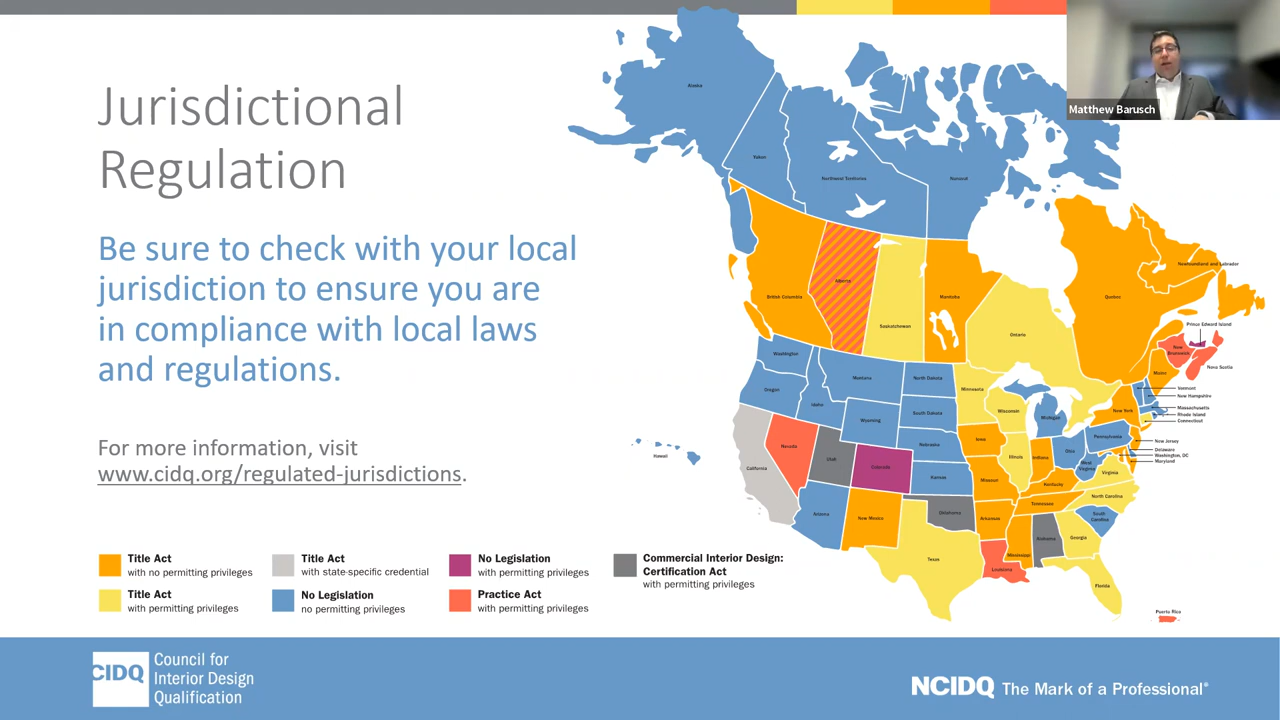 Jurisdictional
Regulation
Be sure to check with your local
jurisdiction to ensure you are
in compliance with local laws
and regulations.
For more information, visit
www.cidq.org/regulated-jurisdictions.
Title Act
with no permitting privileges
Title Act
with permitting privileges
Title Act
with state-specific credential
No Legislation
no permitting privileges
No Legislation
with permitting privileges
Practice Act
with permitting privileges
Commercial Interior Design:
Certification Act
with permitting privileges
Matthew Barusch
Alaska
Yukon
Northwest Territories
Nunavut
British Columbia
Alberta
Saskatchewan
Manitoba
Ontario
Quebec
Newfoundland and Labrador
Prince Edward Island
New
Brunswick
Nova Scotia
Maine
Vermont
New Hampshire
Massachusetts
Rhode Island
Connecticut
New York
New Jersey
Delaware
Washington, DC
Maryland
Pennsylvania
Washington
Oregon
Idaho
Montana
Wyoming
North Dakota
South Dakota
Nebraska
Kansas
Minnesota
Wisconsin
Michigan
Iowa
Illinois
Indiana
Ohio
West
Virginia
Virginia
Kentucky
Missouri
Tennessee
North Carolina
South
Carolina
Georgia
Alabama
Mississippi
Arkansas
Louisiana
Florida
Texas
Oklahoma
New Mexico
Colorado
Utah
Arizona
Nevada
California
Hawaii
Puerto Rico
CIDQ
Council for
Interior Design
Qualification
NCIDQ The Mark of a Professional®